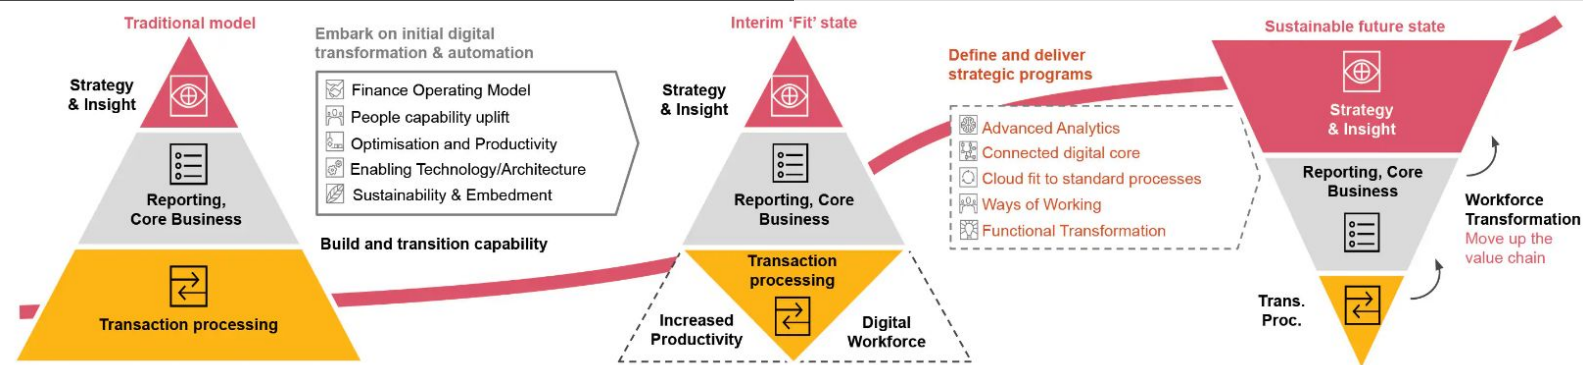 Traditional model
Strategy
& Insight
Reporting,
Core Business
Transaction processing
Embark on initial digital
transformation & automation
Finance Operating Model
People capability uplift
Optimisation and Productivity
Enabling Technology/Architecture
Sustainability & Embedment
Build and transition capability
Interim ‘Fit’ state
Strategy
& Insight
Reporting, Core
Business
Transaction
processing
Increased
Productivity
Digital
Workforce
Define and deliver
strategic programs
Advanced Analytics
Connected digital core
Cloud fit to standard processes
Ways of Working
Functional Transformation
Sustainable future state
Strategy
& Insight
Reporting, Core
Business
Trans.
Proc.
Workforce
Transformation
Move up the
value chain